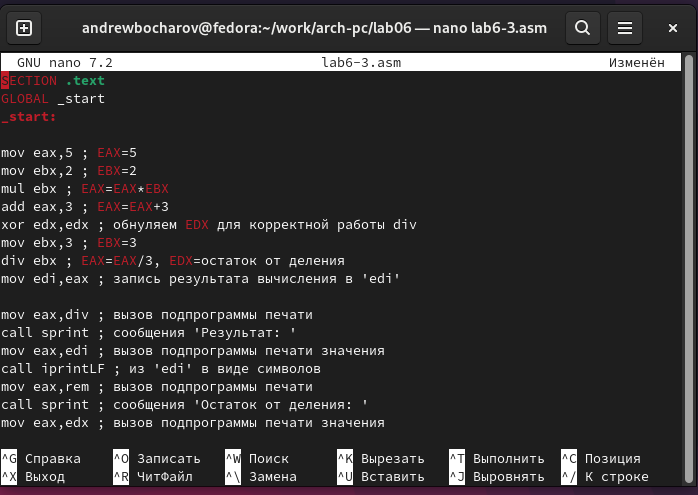 andrewbocharov@fedora:~/work/arch-pc/lab06 — nano lab6-3.asm
GNU nano 7.2 lab6-3.asm Изменён
SECTION .text
GLOBAL _start
_start:
mov eax,5 ; EAX=5
mov ebx,2 ; EBX=2
mul ebx ; EAX=EAX*EBX
add eax,3 ; EAX=EAX+3
xor edx,edx ; обнуляем EDX для корректной работы div
mov ebx,3 ; EBX=3
div ebx ; EAX=EAX/3, EDX=остаток от деления
mov edi,eax ; запись результата вычисления в 'edi'
mov eax,div ; вызов подпрограммы печати
call sprint ; сообщения 'Результат: '
mov eax,edi ; вызов подпрограммы печати значения
call iprintLF ; из 'edi' в виде символов
mov eax,rem ; вызов подпрограммы печати
call sprint ; сообщения 'Остаток от деления: '
mov eax,edx ; вызов подпрограммы печати значения
^G Справка ^O Записать ^W Поиск ^K Вырезать ^T Выполнить ^C Позиция
^X Выход ^R ЧитФайл ^\ Замена ^U Вставить ^J Выровнять ^/ К строке